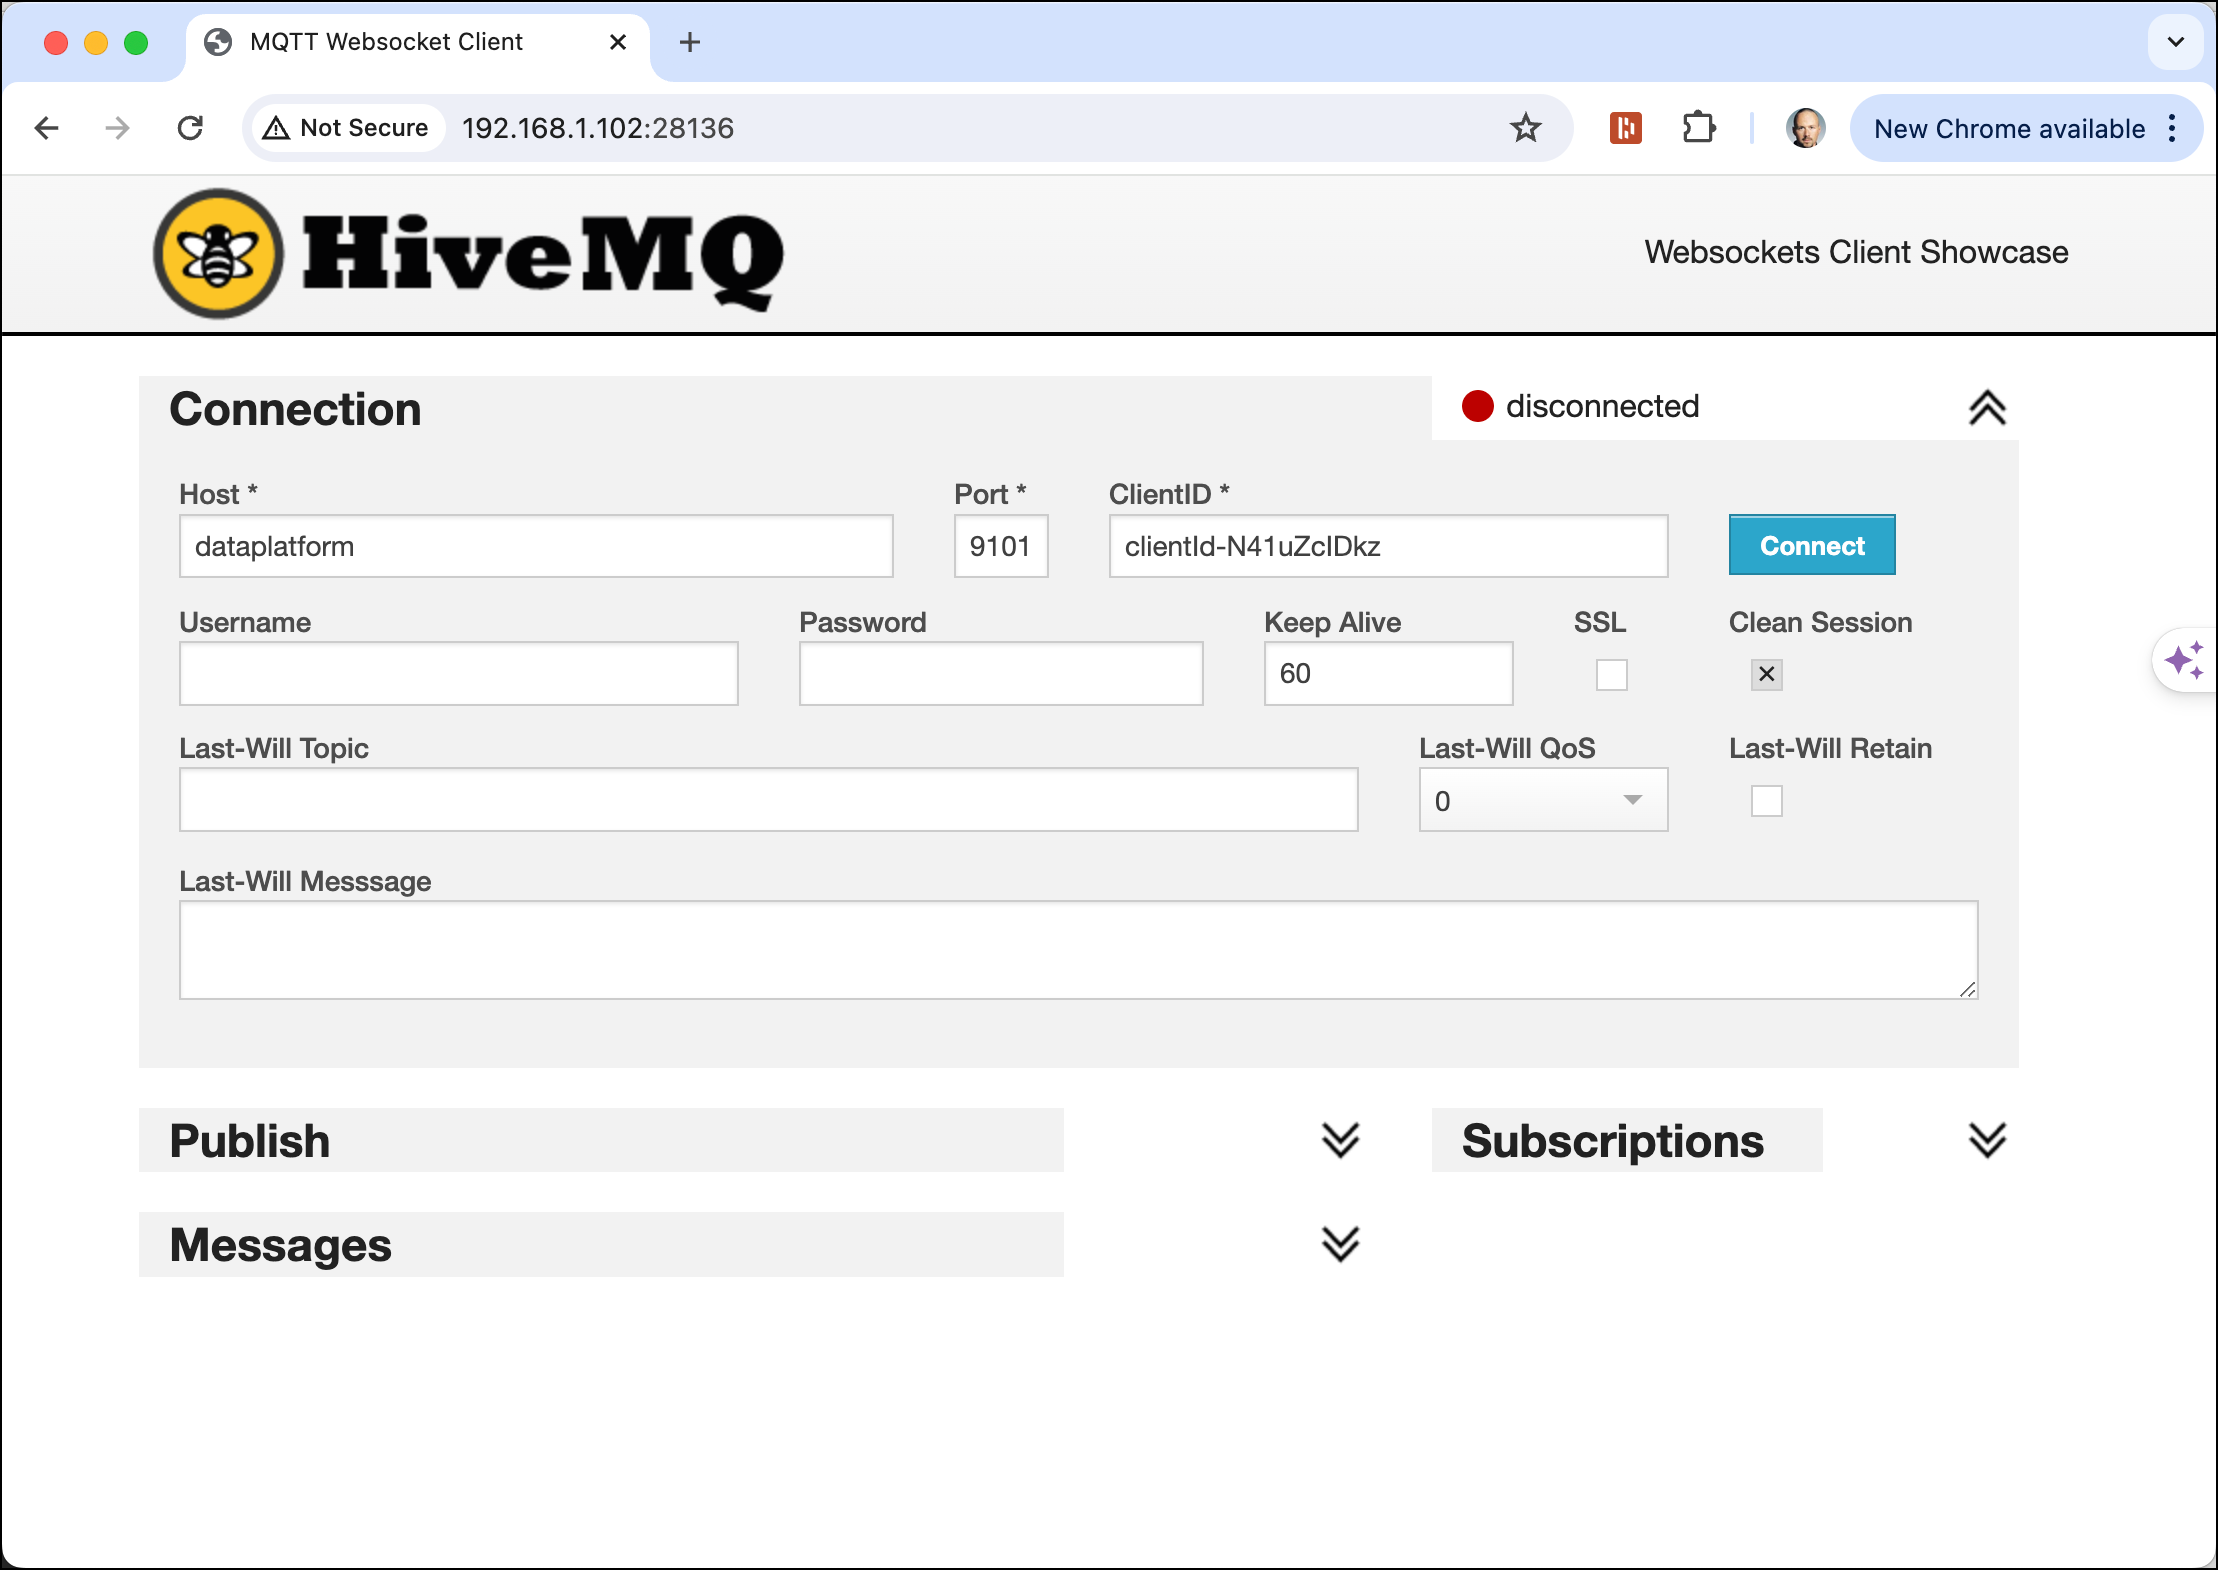 MQTT Websocket Client
Not Secure 192.168.1.102:28136
New Chrome available
HiveMQ
Websockets Client Showcase
Connection
disconnected
Host * Port * ClientID *
dataplatform 9101 clientId-N41uZclDkz Connect
Username Password Keep Alive SSL Clean Session
60
Last-Will Topic Last-Will QoS Last-Will Retain
0
Last-Will Messsage
Publish Subscriptions
Messages